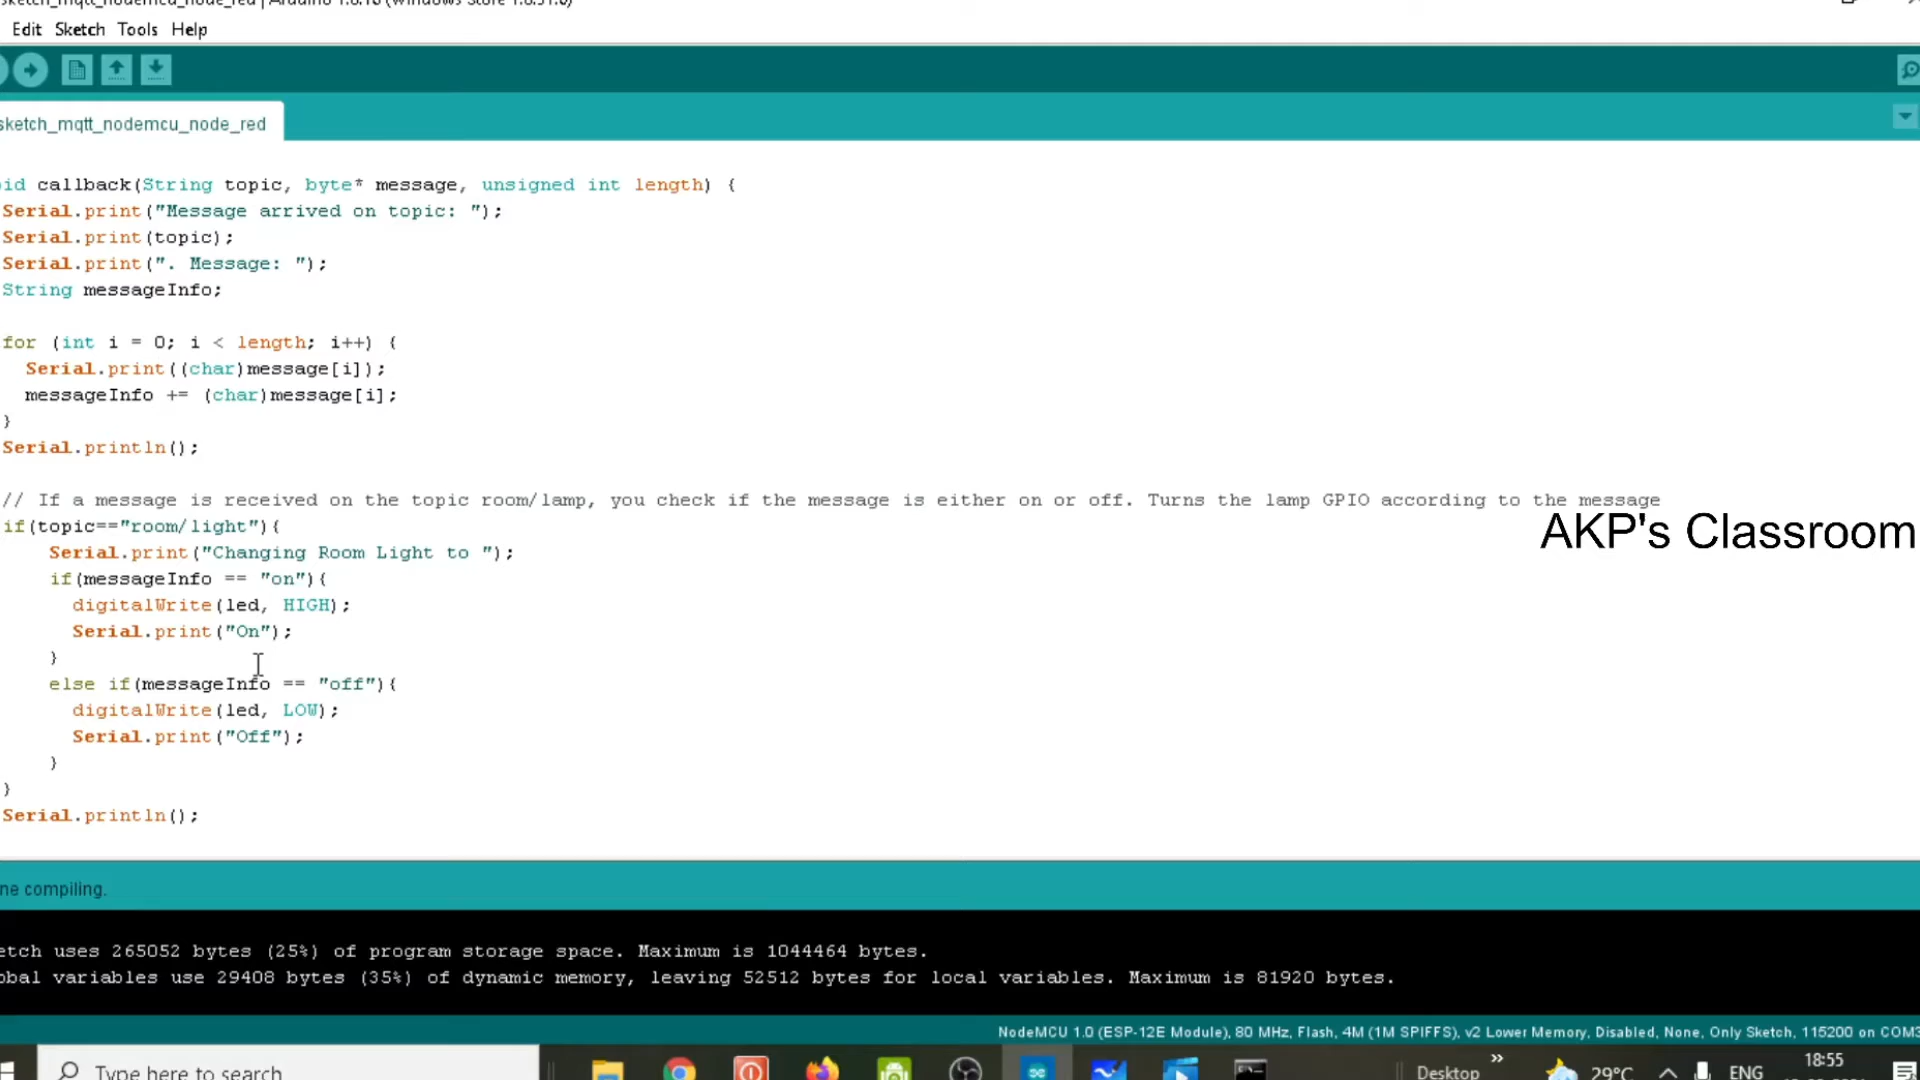 Edit Sketch Tools Help
sketch_mqtt_nodemcu_node_red
id callback(String topic, byte* message, unsigned int length) {
Serial.print("Message arrived on topic: ");
Serial.print(topic);
Serial.print(". Message: ");
String messageInfo;
for (int i = 0; i < length; i++) {
Serial.print((char)message[i]);
messageInfo += (char)message[i];
}
Serial.println();
// If a message is received on the topic room/lamp, you check if the message is either on or off. Turns the lamp GPIO according to the message
if(topic=="room/light"){
AKP's Classroom
Serial.print("Changing Room Light to ");
if(messageInfo == "on"){
digitalWrite(led, HIGH);
Serial.print("On");
}
else if(messageInfo == "off"){
digitalWrite(led, LOW);
Serial.print("Off");
}
}
Serial.println();
ne compiling.
etch uses 265052 bytes (25%) of program storage space. Maximum is 1044464 bytes.
obal variables use 29408 bytes (35%) of dynamic memory, leaving 52512 bytes for local variables. Maximum is 81920 bytes.
NodeMCU 1.0 (ESP-12E Module), 80 MHz, Flash, 4M (1M SPIFFS), v2 Lower Memory, Disabled, None, Only Sketch, 115200 on COM3
Type here to search
Desktop
29°C
ENG
18:55